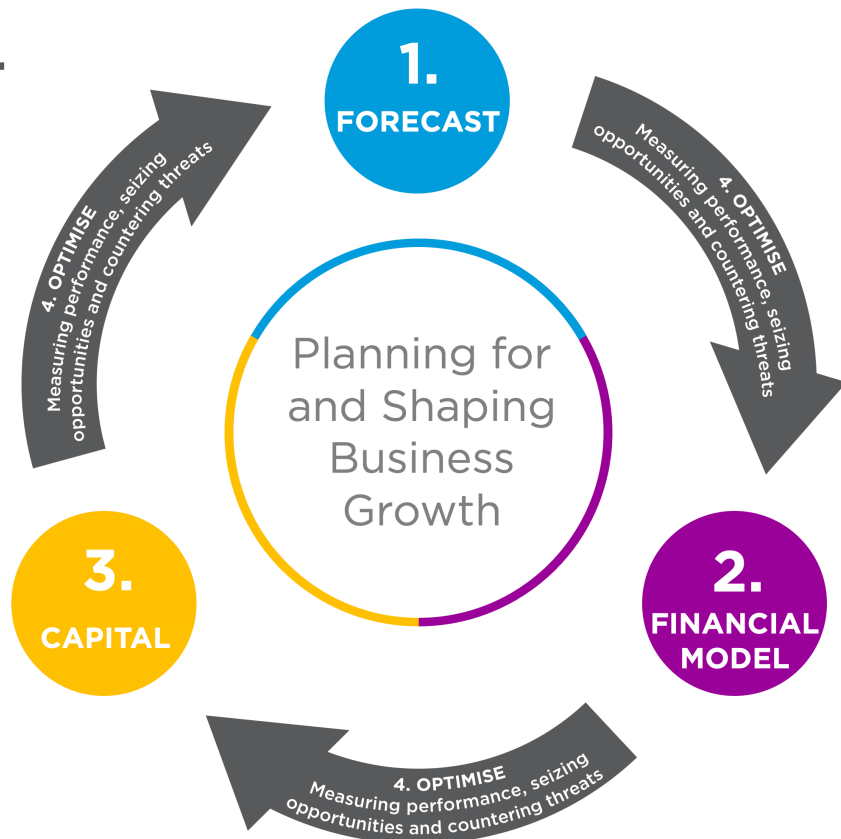 1.
FORECAST
4. OPTIMISE
Measuring performance, seizing
opportunities and countering threats
2.
FINANCIAL
MODEL
4. OPTIMISE
Measuring performance, seizing
opportunities and countering threats
3.
CAPITAL
4. OPTIMISE
Measuring performance, seizing
opportunities and countering threats
Planning for
and Shaping
Business
Growth